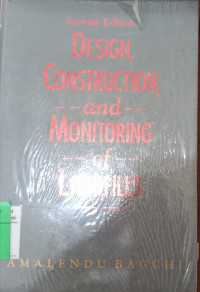 Second Edition
DESIGN,
CONSTRUCTION,
and
MONITORING
of
LANDFILLS
AMALENDU BAGCHI